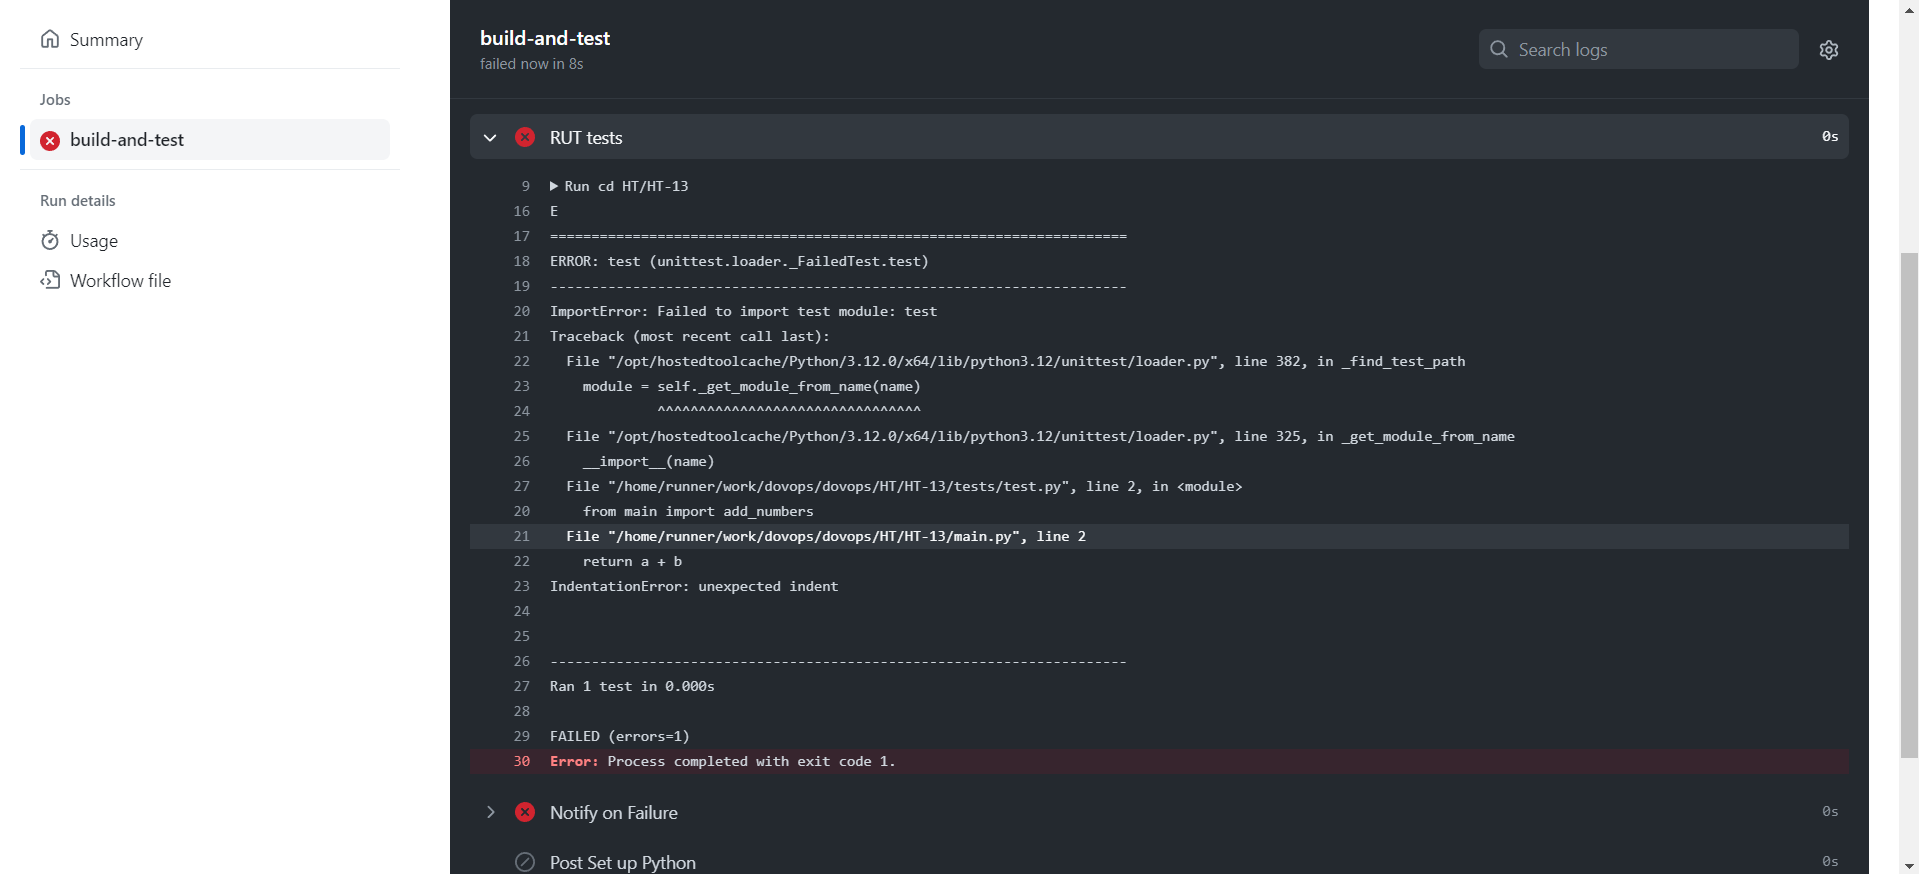 Summary
Jobs
build-and-test
Run details
Usage
Workflow file
build-and-test
failed now in 8s
Search logs
RUT tests 0s
9 Run cd HT/HT-13
16 E
17 ======================================================================
18 ERROR: test (unittest.loader._FailedTest.test)
19 ----------------------------------------------------------------------
20 ImportError: Failed to import test module: test
21 Traceback (most recent call last):
22 File "/opt/hostedtoolcache/Python/3.12.0/x64/lib/python3.12/unittest/loader.py", line 382, in _find_test_path
23 module = self._get_module_from_name(name)
24 ^^^^^^^^^^^^^^^^^^^^^^^^^^^^^^^^
25 File "/opt/hostedtoolcache/Python/3.12.0/x64/lib/python3.12/unittest/loader.py", line 325, in _get_module_from_name
26 __import__(name)
27 File "/home/runner/work/dovops/dovops/HT/HT-13/tests/test.py", line 2, in <module>
20 from main import add_numbers
21 File "/home/runner/work/dovops/dovops/HT/HT-13/main.py", line 2
22 return a + b
23 IndentationError: unexpected indent
24
25
26 ----------------------------------------------------------------------
27 Ran 1 test in 0.000s
28
29 FAILED (errors=1)
30 Error: Process completed with exit code 1.
Notify on Failure 0s
Post Set up Python 0s